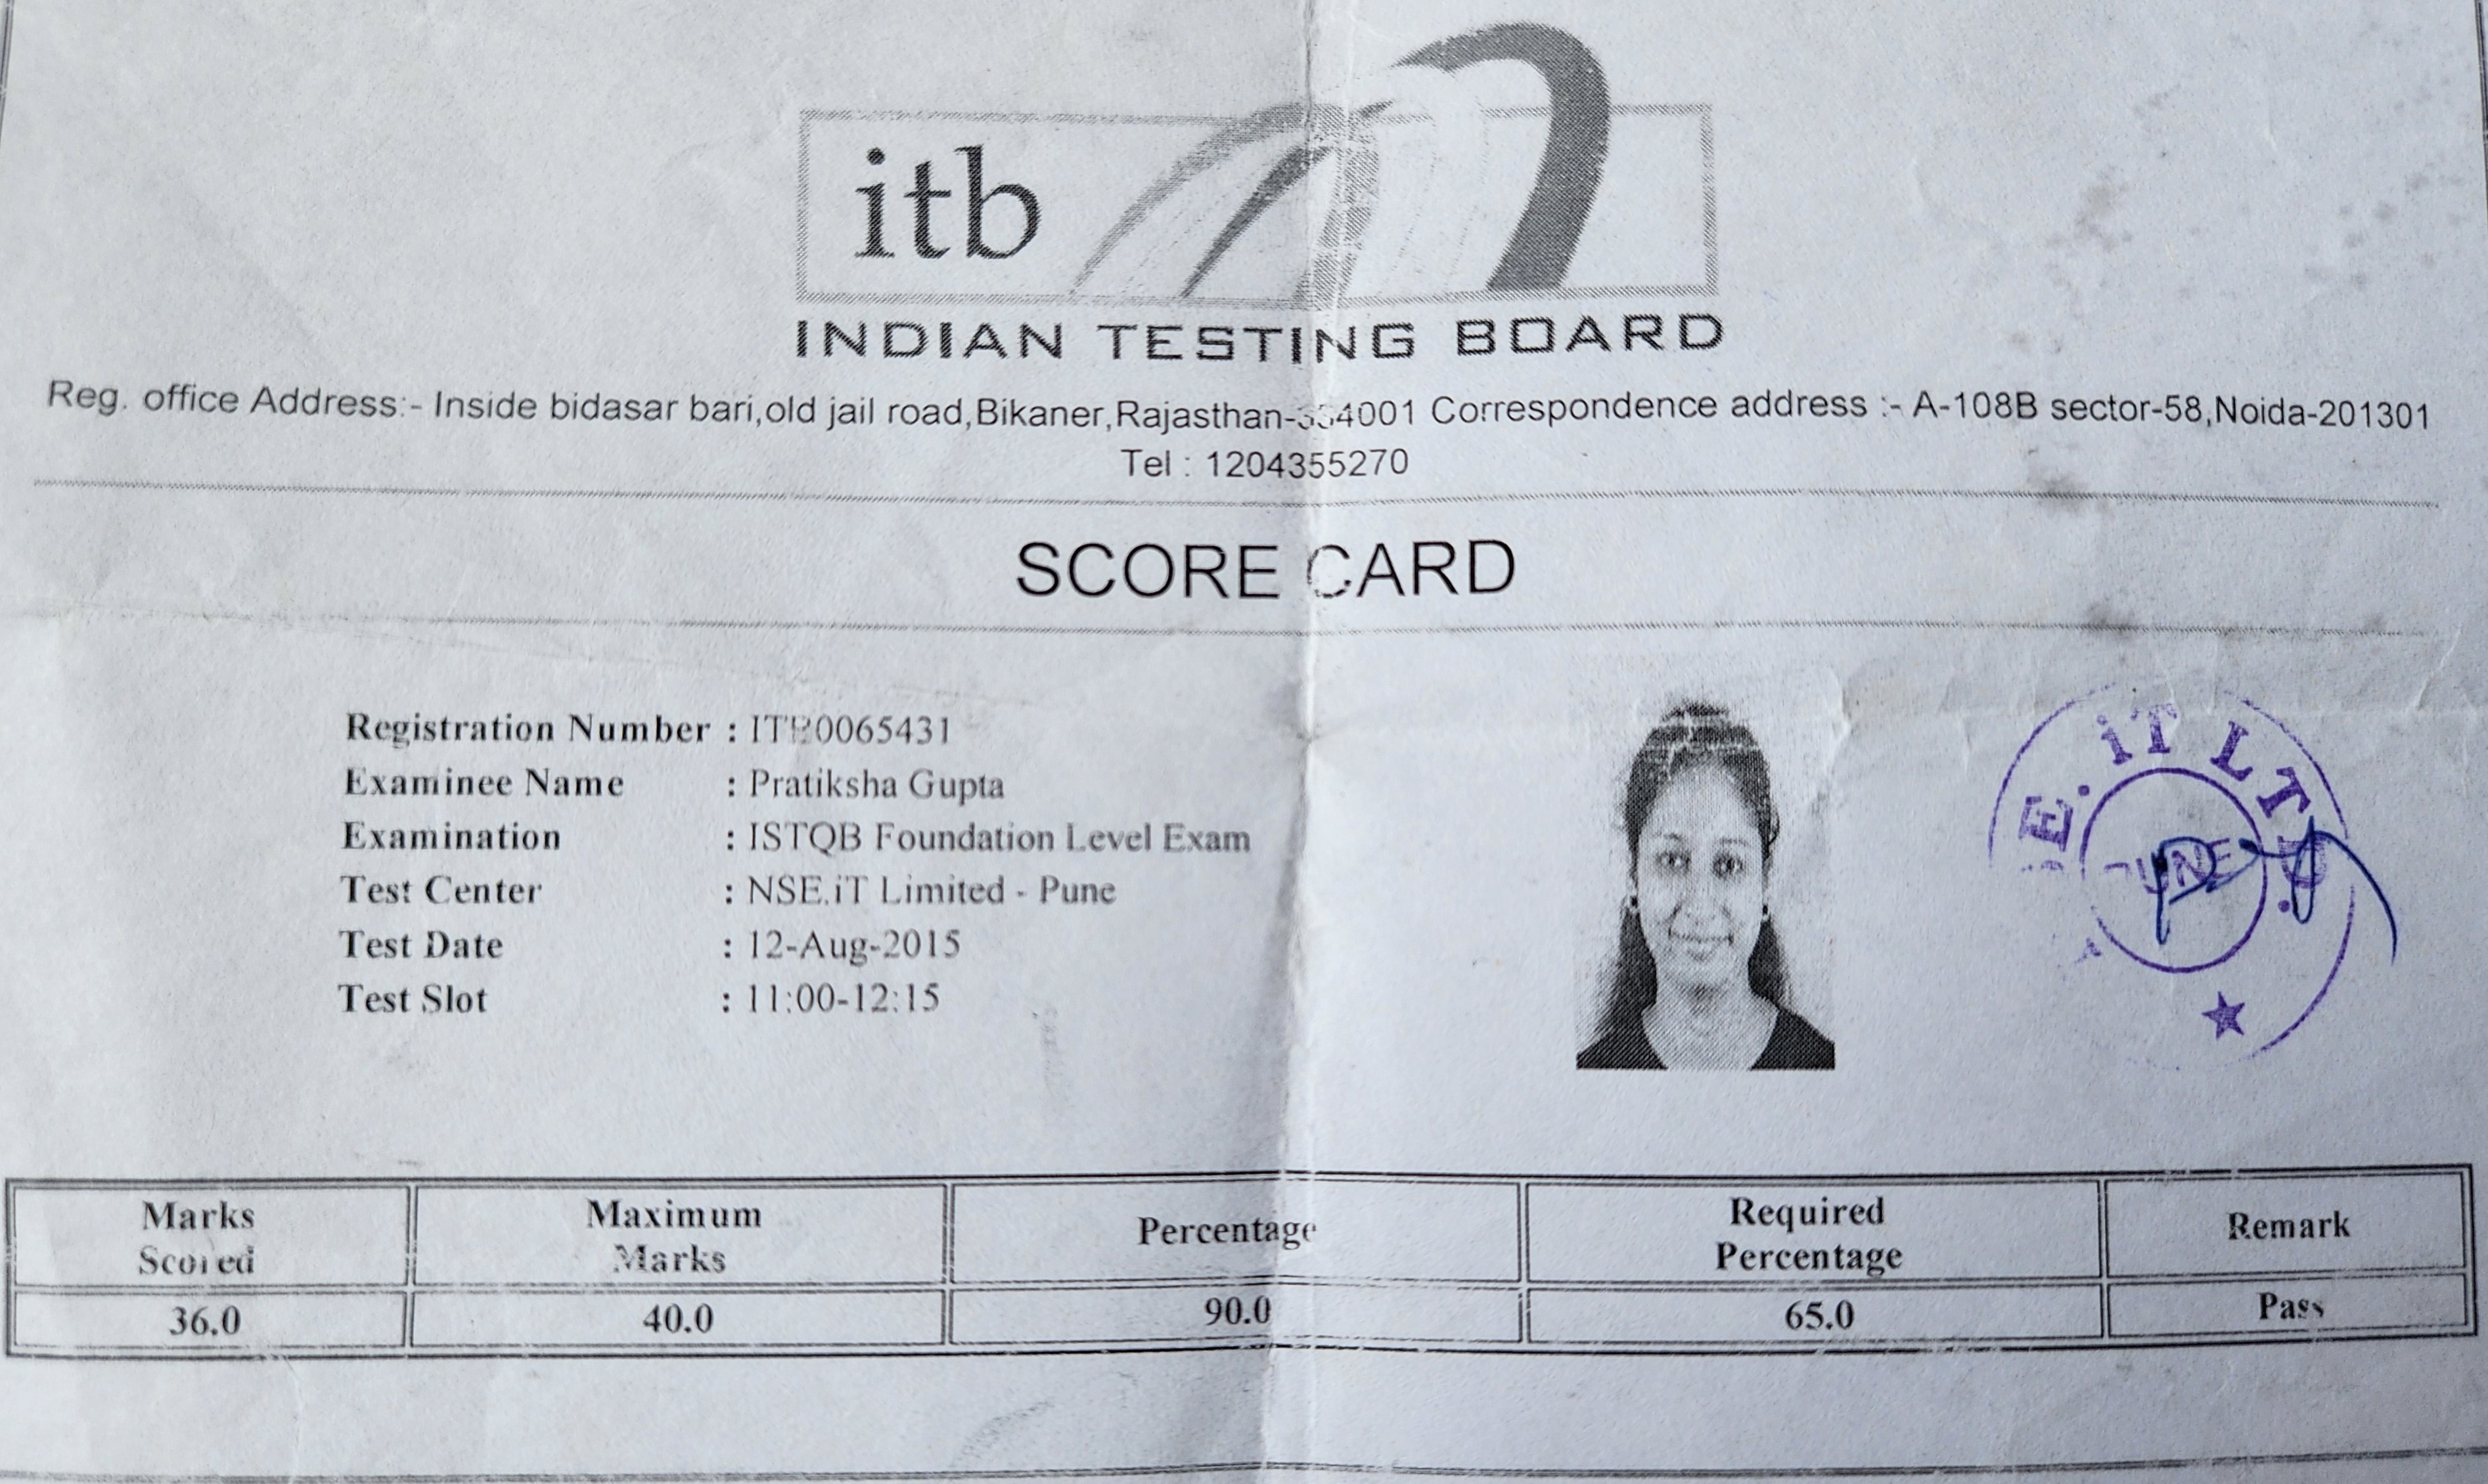 itb
INDIAN TESTING BOARD
Reg. office Address:- Inside bidasar bari,old jail road,Bikaner,Rajasthan-334001 Correspondence address :- A-108B sector-58,Noida-201301
Tel : 1204355270
SCORE CARD
Registration Number : ITB0065431
Examinee Name : Pratiksha Gupta
Examination : ISTQB Foundation Level Exam
Test Center : NSE.iT Limited - Pune
Test Date : 12-Aug-2015
Test Slot : 11:00-12:15
SE. iT LTD.
PUNE
Marks Scored Maximum Marks Percentage Required Percentage Remark
36.0 40.0 90.0 65.0 Pass